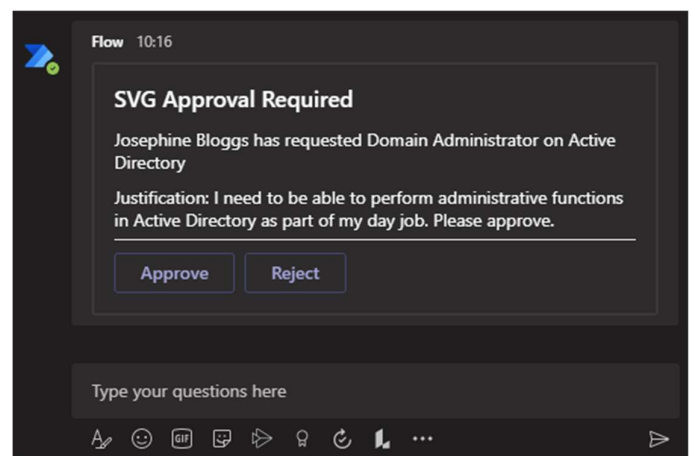 Flow 10:16
SVG Approval Required
Josephine Bloggs has requested Domain Administrator on Active
Directory
Justification: I need to be able to perform administrative functions
in Active Directory as part of my day job. Please approve.
Approve Reject
Type your questions here
GIF